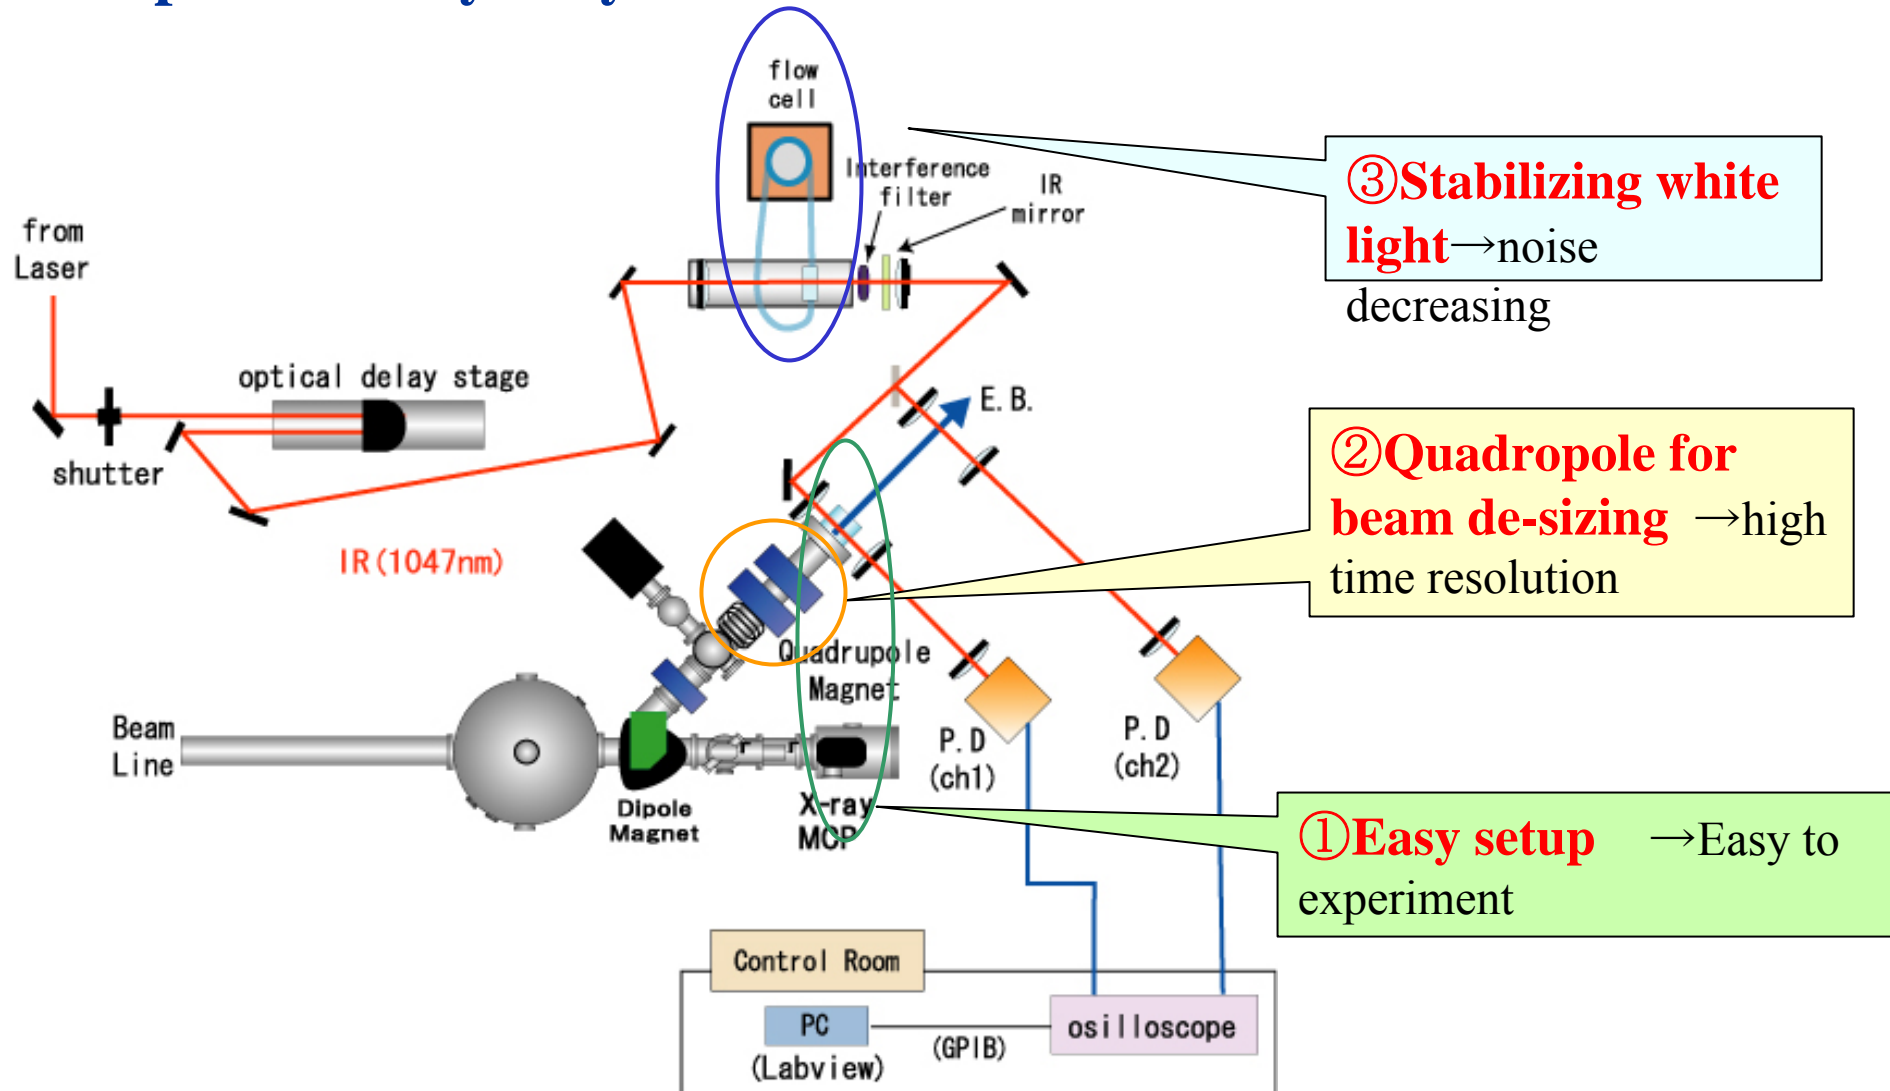 flow
cell
Interference
filter
IR
mirror
from
Laser
③Stabilizing white
light→noise
decreasing
optical delay stage
E. B.
shutter
②Quadropole for
beam de-sizing →high
time resolution
IR(1047nm)
Quadrupole
Magnet
Beam
Line
P. D
(ch1)
P. D
(ch2)
Dipole
Magnet
X-ray
MCP
①Easy setup →Easy to
experiment
Control Room
PC
(Labview)
(GPIB)
osilloscope